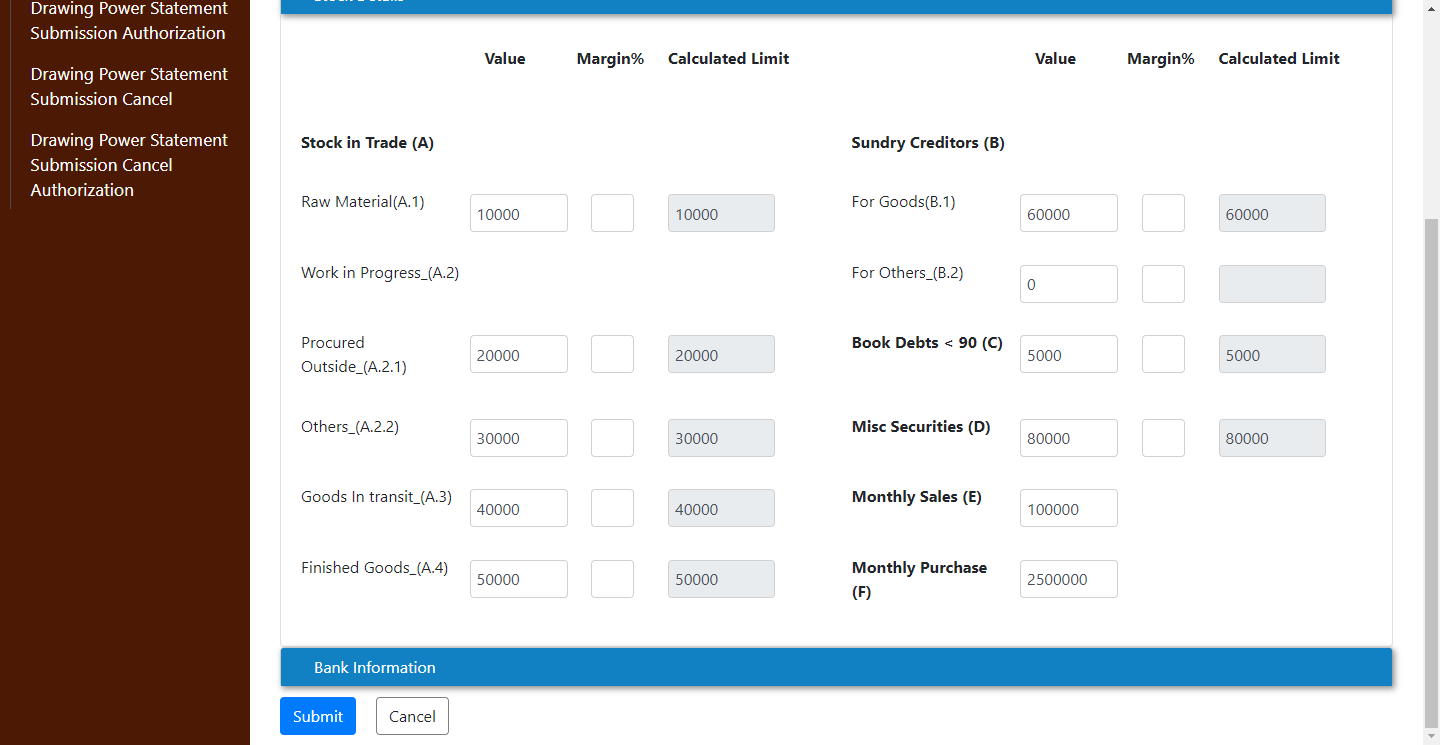 Drawing Power Statement
Submission Authorization
Drawing Power Statement
Submission Cancel
Drawing Power Statement
Submission Cancel
Authorization
Value Margin% Calculated Limit Value Margin% Calculated Limit
Stock in Trade (A) Sundry Creditors (B)
Raw Material(A.1) 10000 10000 For Goods(B.1) 60000 60000
Work in Progress_(A.2) For Others_(B.2) 0
Procured
Outside_(A.2.1) 20000 20000 Book Debts < 90 (C) 5000 5000
Others_(A.2.2) 30000 30000 Misc Securities (D) 80000 80000
Goods In transit_(A.3) 40000 40000 Monthly Sales (E) 100000
Finished Goods_(A.4) 50000 50000 Monthly Purchase
(F) 2500000
Bank Information
Submit Cancel